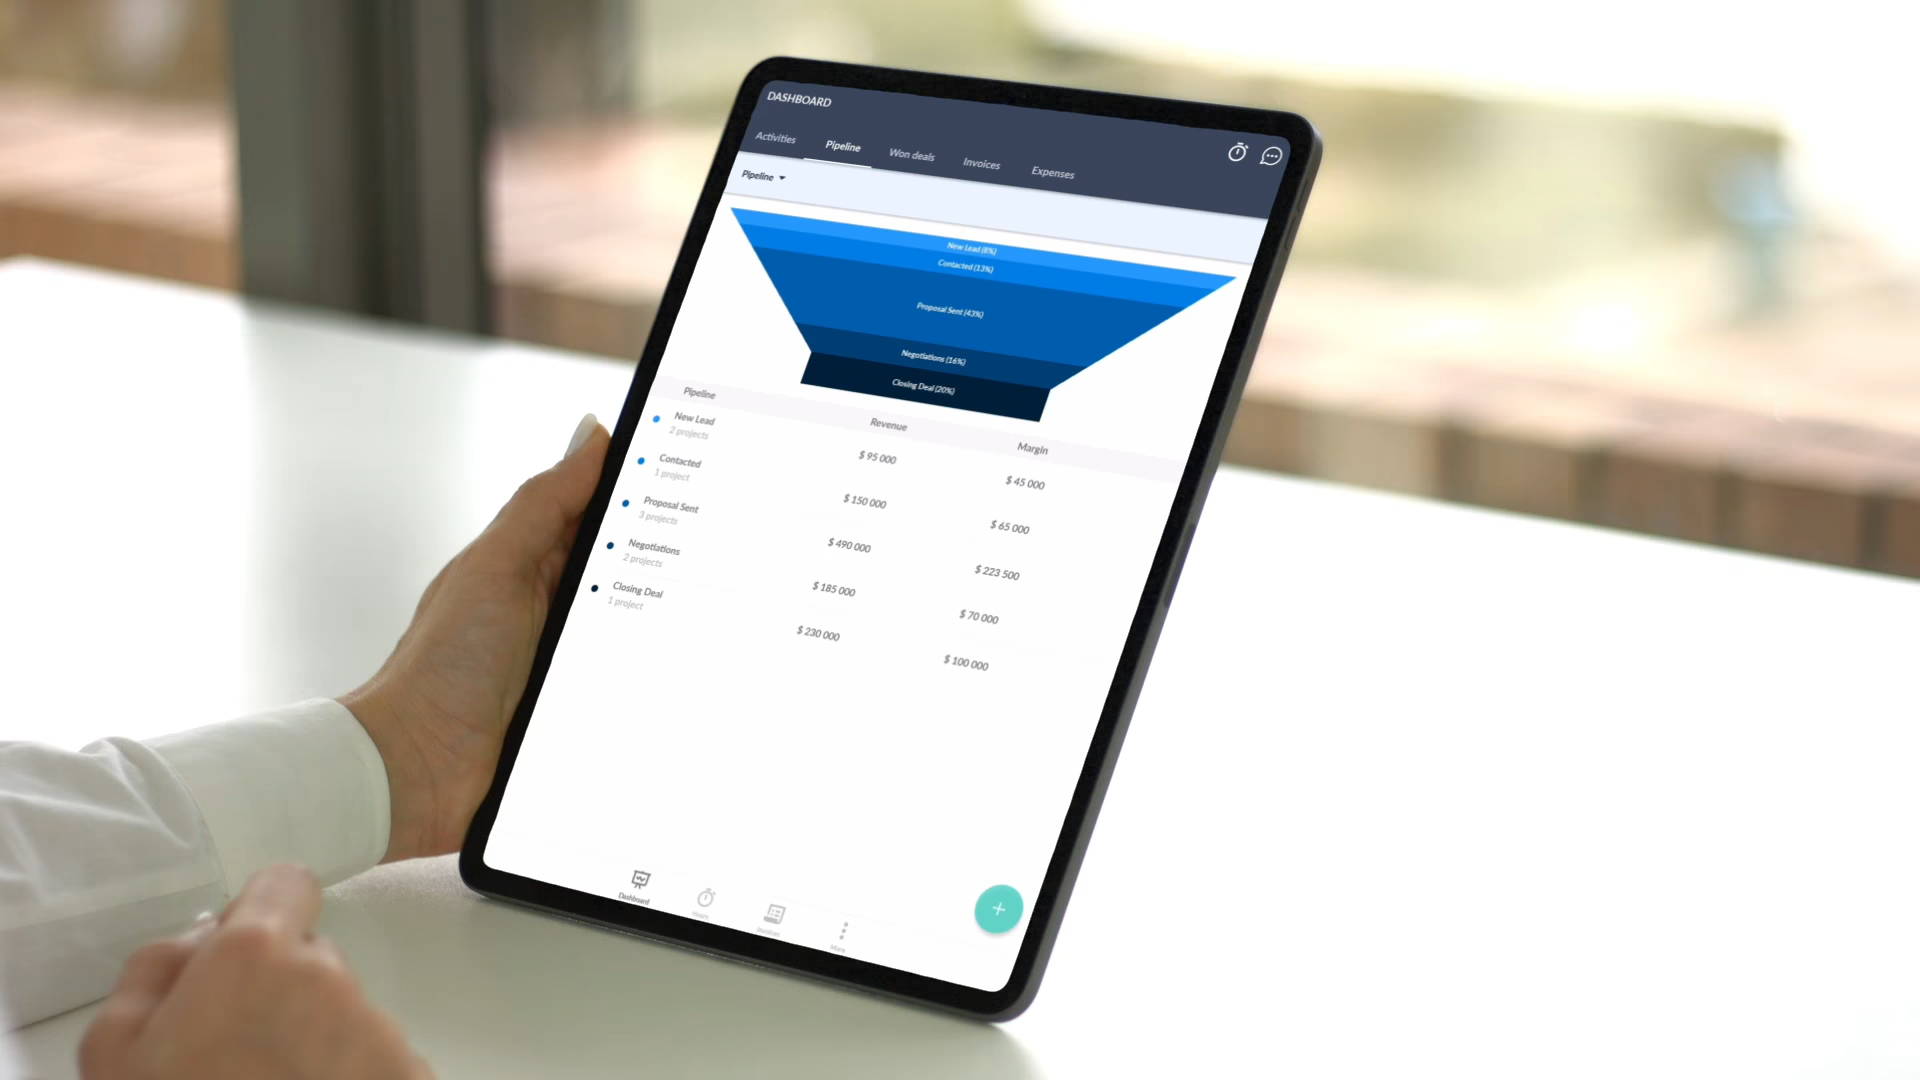 DASHBOARD
Activities Pipeline Won deals Invoices Expenses
Pipeline
New Lead (8%)
Contacted (13%)
Proposal Sent (43%)
Negotiations (16%)
Closing Deal (20%)
Pipeline Revenue Margin
New Lead $ 95 000 $ 45 000
2 projects
Contacted $ 150 000 $ 65 000
1 project
Proposal Sent $ 490 000 $ 223 500
3 projects
Negotiations $ 185 000 $ 70 000
2 projects
Closing Deal $ 230 000 $ 100 000
1 project
Dashboard Hours Invoices More